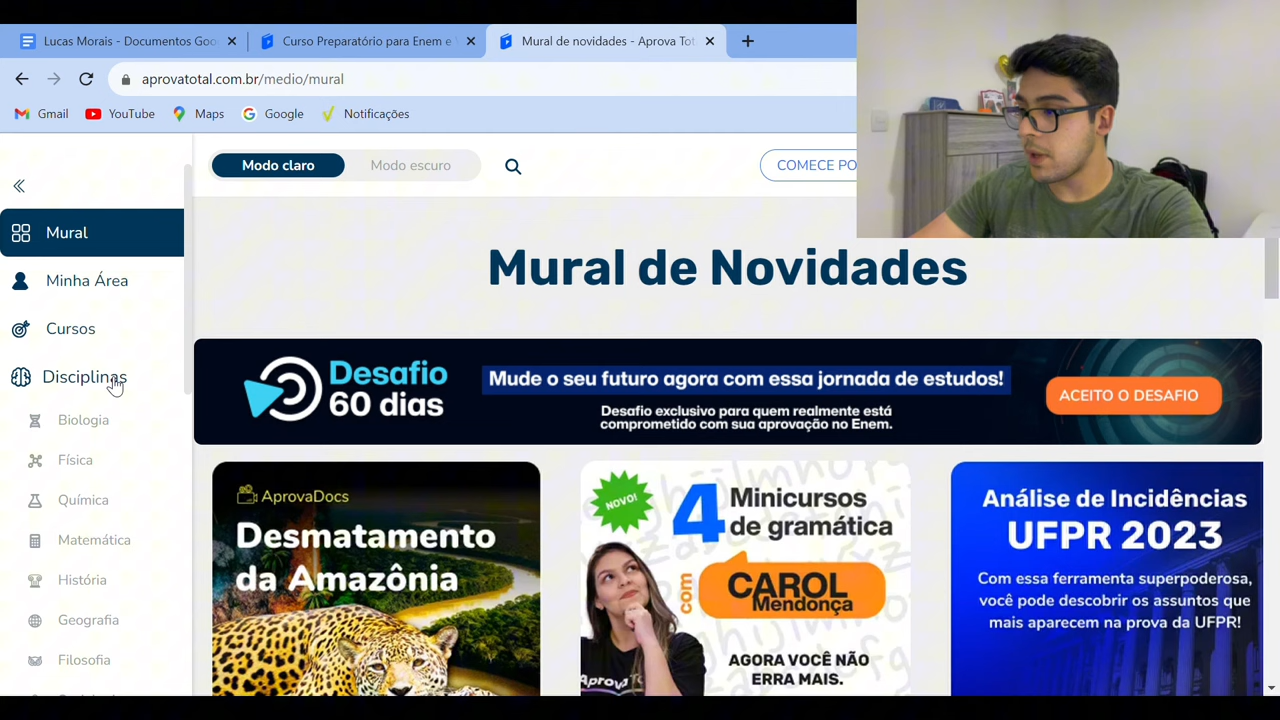 Lucas Morais - Documentos Goo
Curso Preparatório para Enem e
Mural de novidades - Aprova Tot
aprovatotal.com.br/medio/mural
Gmail
YouTube
Maps
Google
Notificações
Modo claro
Modo escuro
COMECE PO
Mural
Minha Área
Cursos
Disciplinas
Biologia
Física
Química
Matemática
História
Geografia
Filosofia
Mural de Novidades
Desafio
60 dias
Mude o seu futuro agora com essa jornada de estudos!
Desafio exclusivo para quem realmente está
comprometido com sua aprovação no Enem.
ACEITO O DESAFIO
AprovaDocs
Desmatamento
da Amazônia
NOVO!
4 Minicursos
de gramática
com
CAROL
Mendonça
AGORA VOCÊ NÃO
ERRA MAIS.
Análise de Incidências
UFPR 2023
Com essa ferramenta superpoderosa,
você pode descobrir os assuntos que
mais aparecem na prova da UFPR!